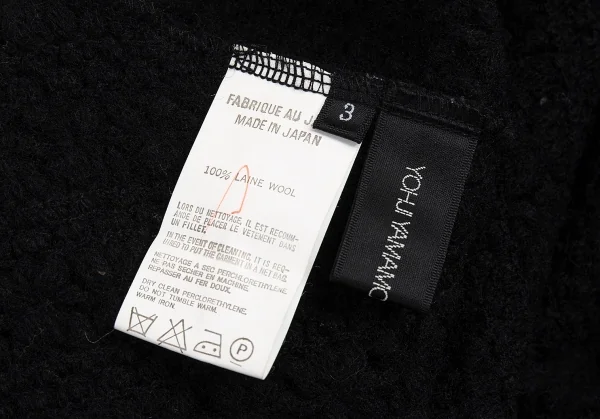 FABRIQUE AU J
MADE IN JAPAN
3
100% LAINE WOOL
LORS DU NETTOYAGE, IL EST RECOMM-
ANDE DE PLACER LE VETEMENT DANS
UN FILLET.
IN THE EVENT OF CLEANING, IT IS REQ-
UIRED TO PUT THE GARMENT IN A NET BAG.
NETTOYAGE A SEC PERCHLORETHYLENE.
NE PAS SECHER EN MACHINE.
REPASSER AU FER DOUX.
DRY CLEAN PERCLORETHYLENE.
DO NOT TUMBLE WARM.
WARM IRON.
P
YOHJI YAMAMO